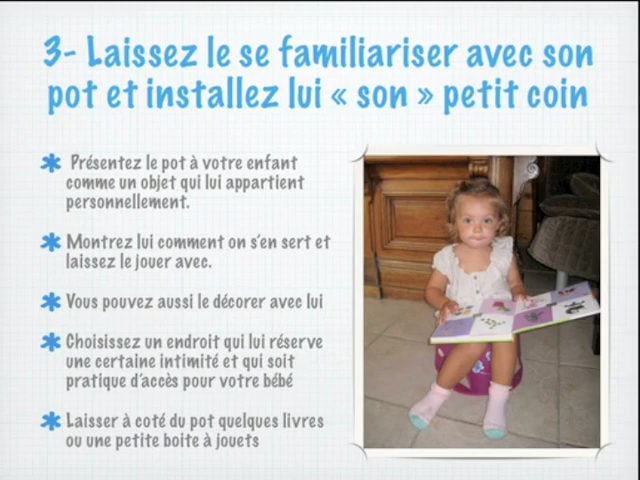 3- Laissez le se familiariser avec son
pot et installez lui « son » petit coin
Présentez le pot à votre enfant
comme un objet qui lui appartient
personnellement.
Montrez lui comment on s'en sert et
laissez le jouer avec.
Vous pouvez aussi le décorer avec lui
Choisissez un endroit qui lui réserve
une certaine intimité et qui soit
pratique d'accès pour votre bébé
Laisser à coté du pot quelques livres
ou une petite boite à jouets